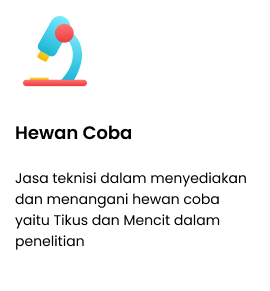 Hewan Coba
Jasa teknisi dalam menyediakan
dan menangani hewan coba
yaitu Tikus dan Mencit dalam
penelitian